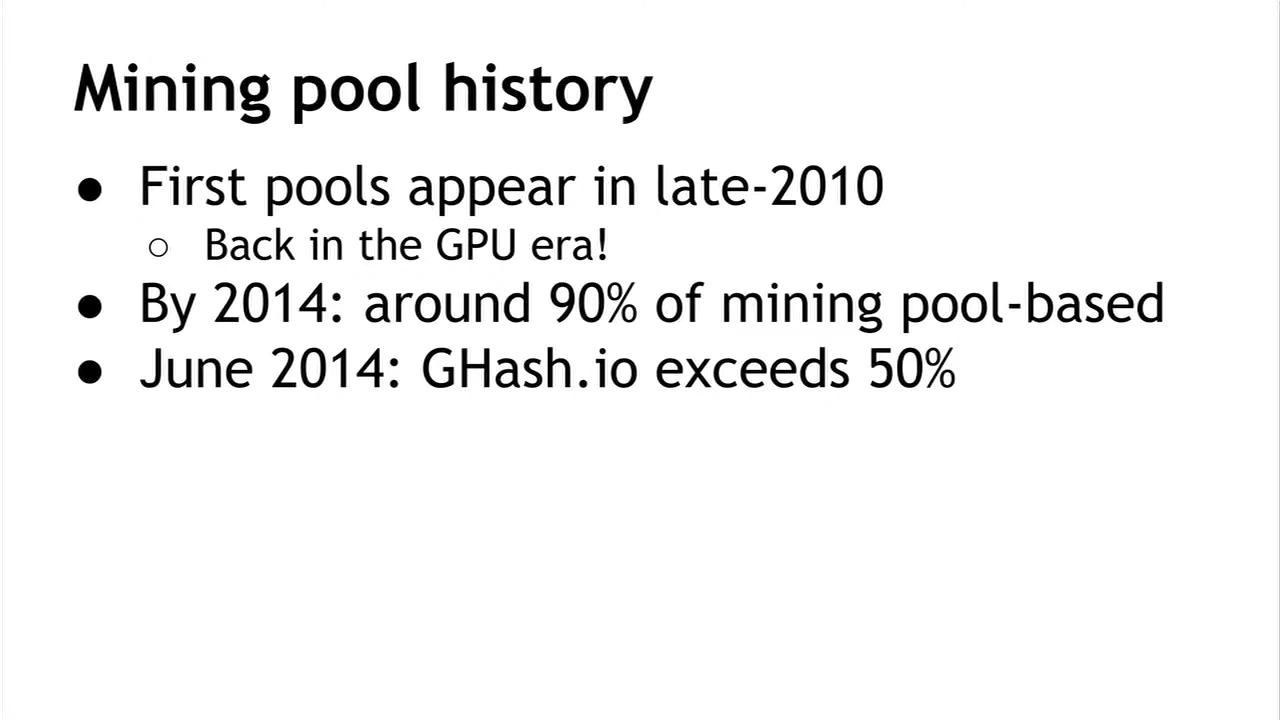 Mining pool history
● First pools appear in late-2010
○ Back in the GPU era!
● By 2014: around 90% of mining pool-based
● June 2014: GHash.io exceeds 50%